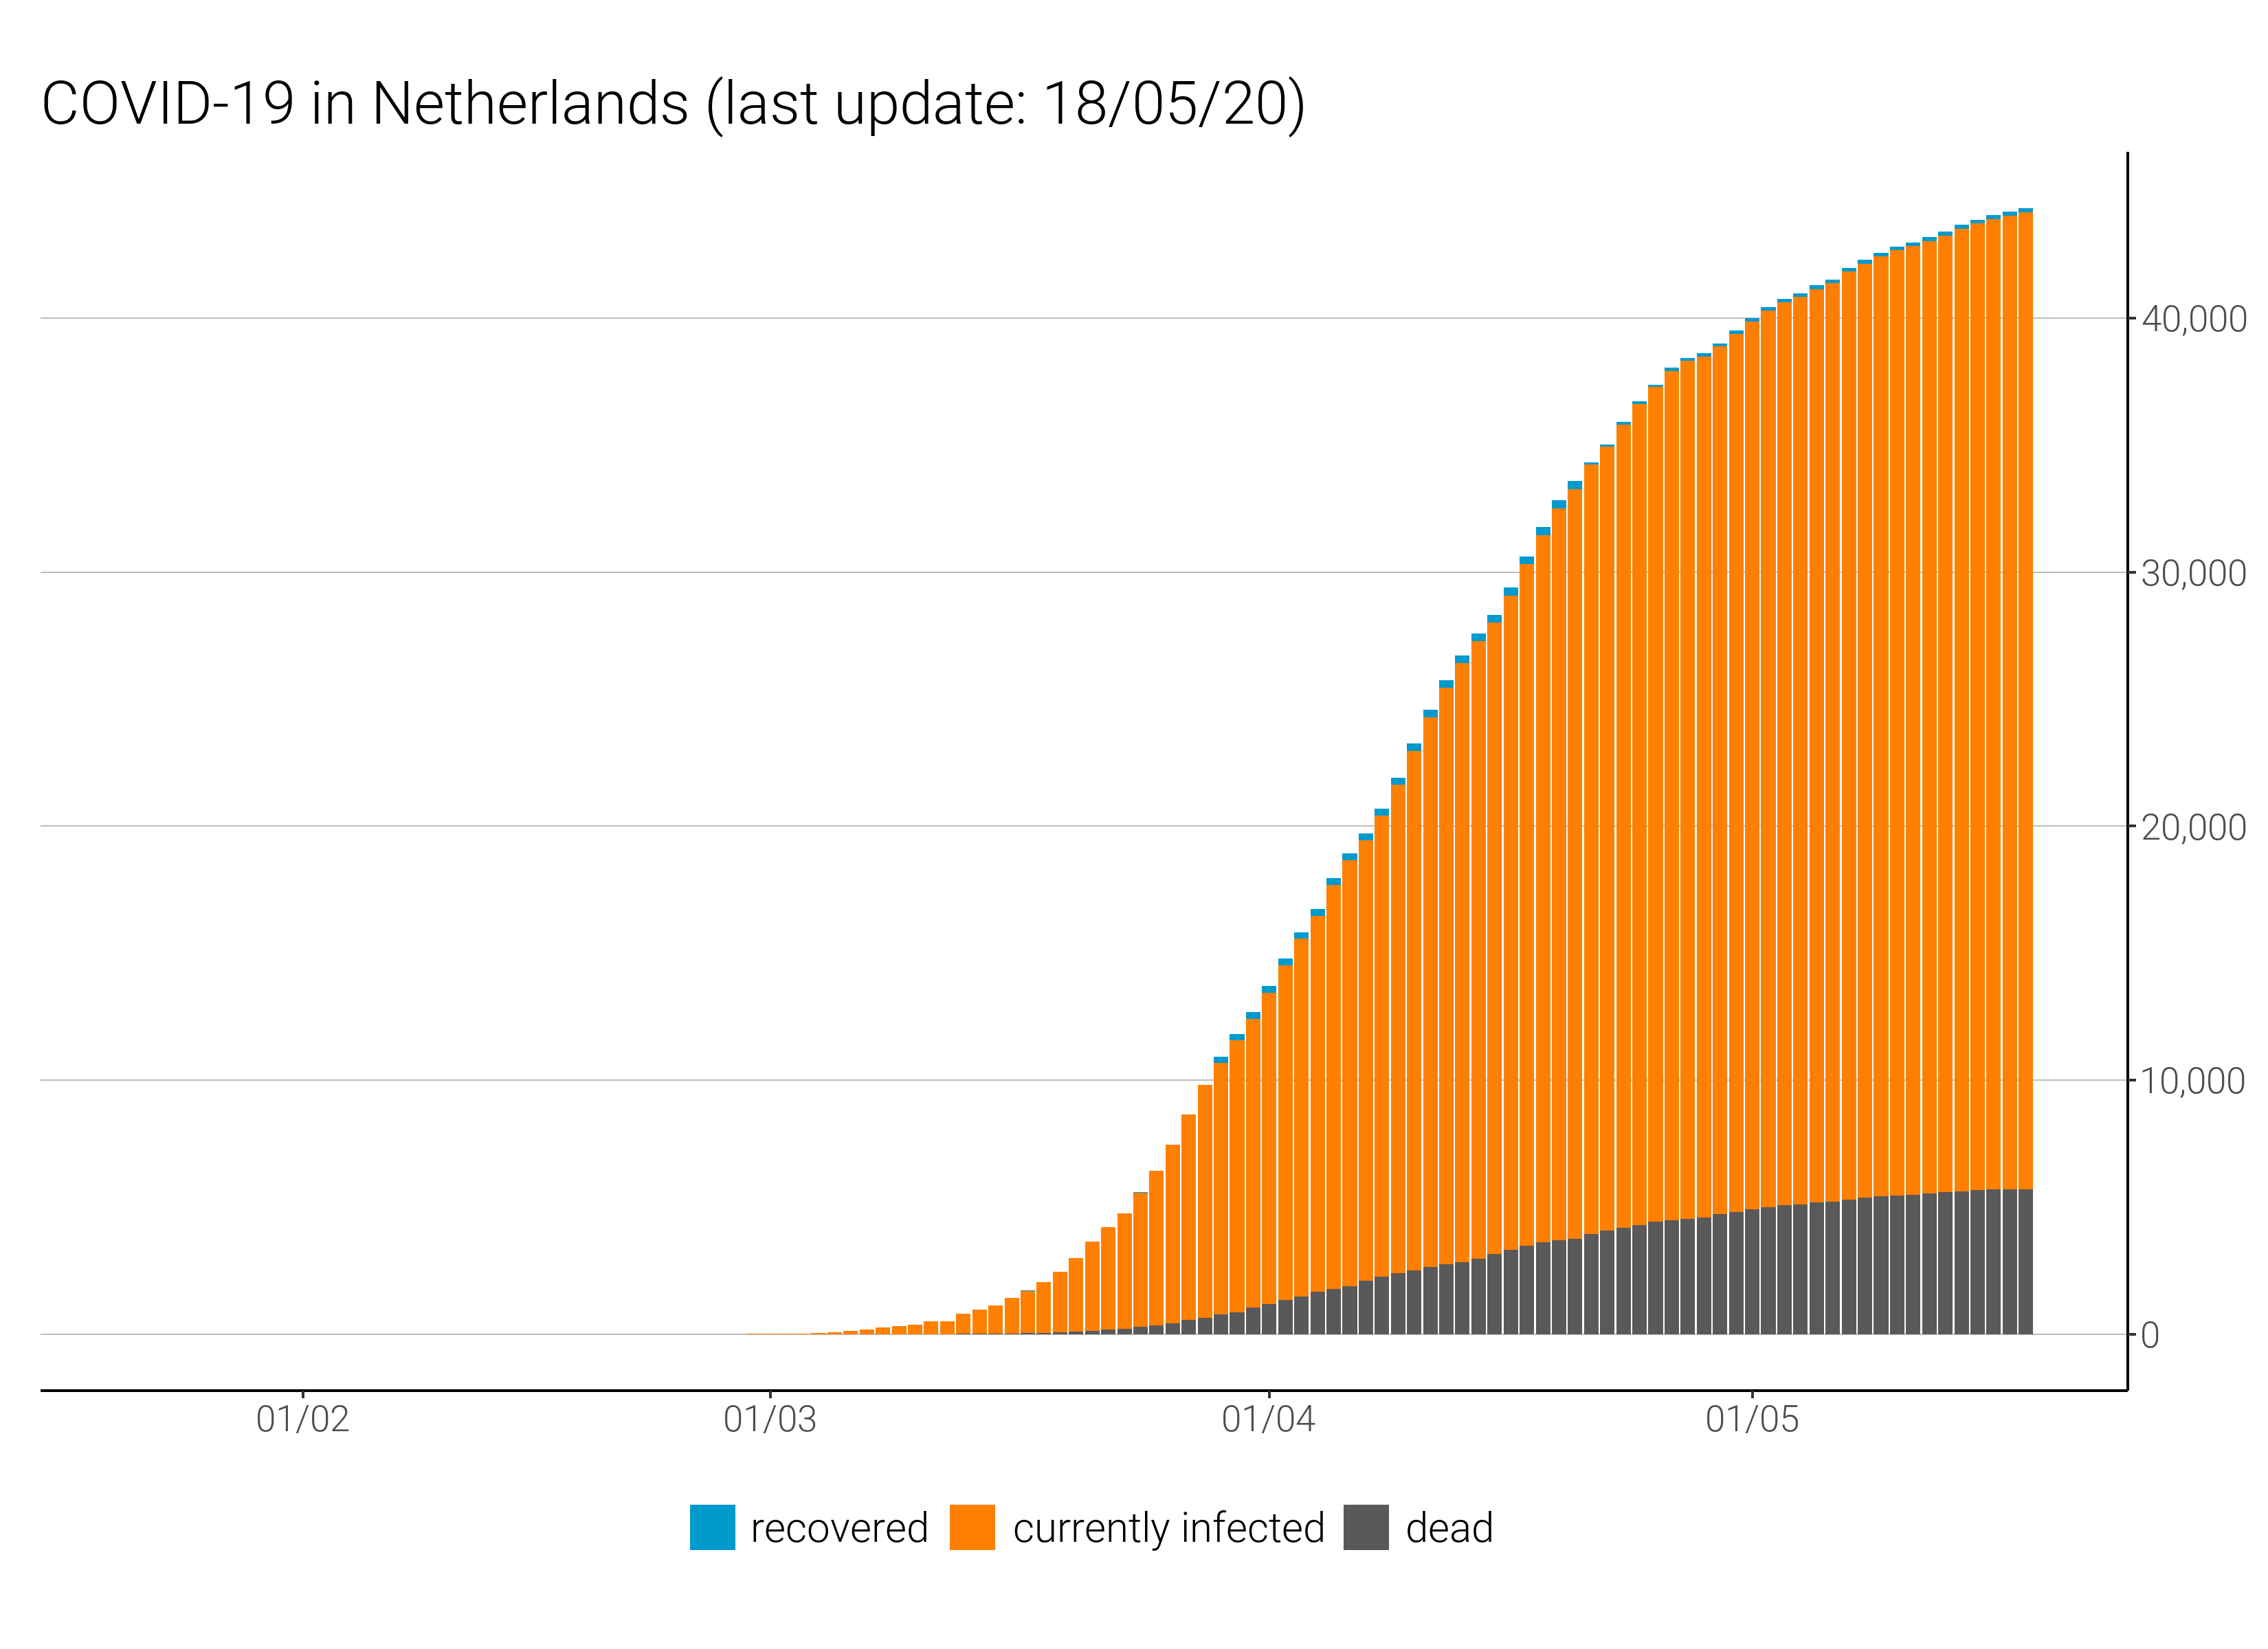 COVID-19 in Netherlands (last update: 18/05/20)
40,000
30,000
20,000
10,000
0
01/02 01/03 01/04 01/05
recovered currently infected dead